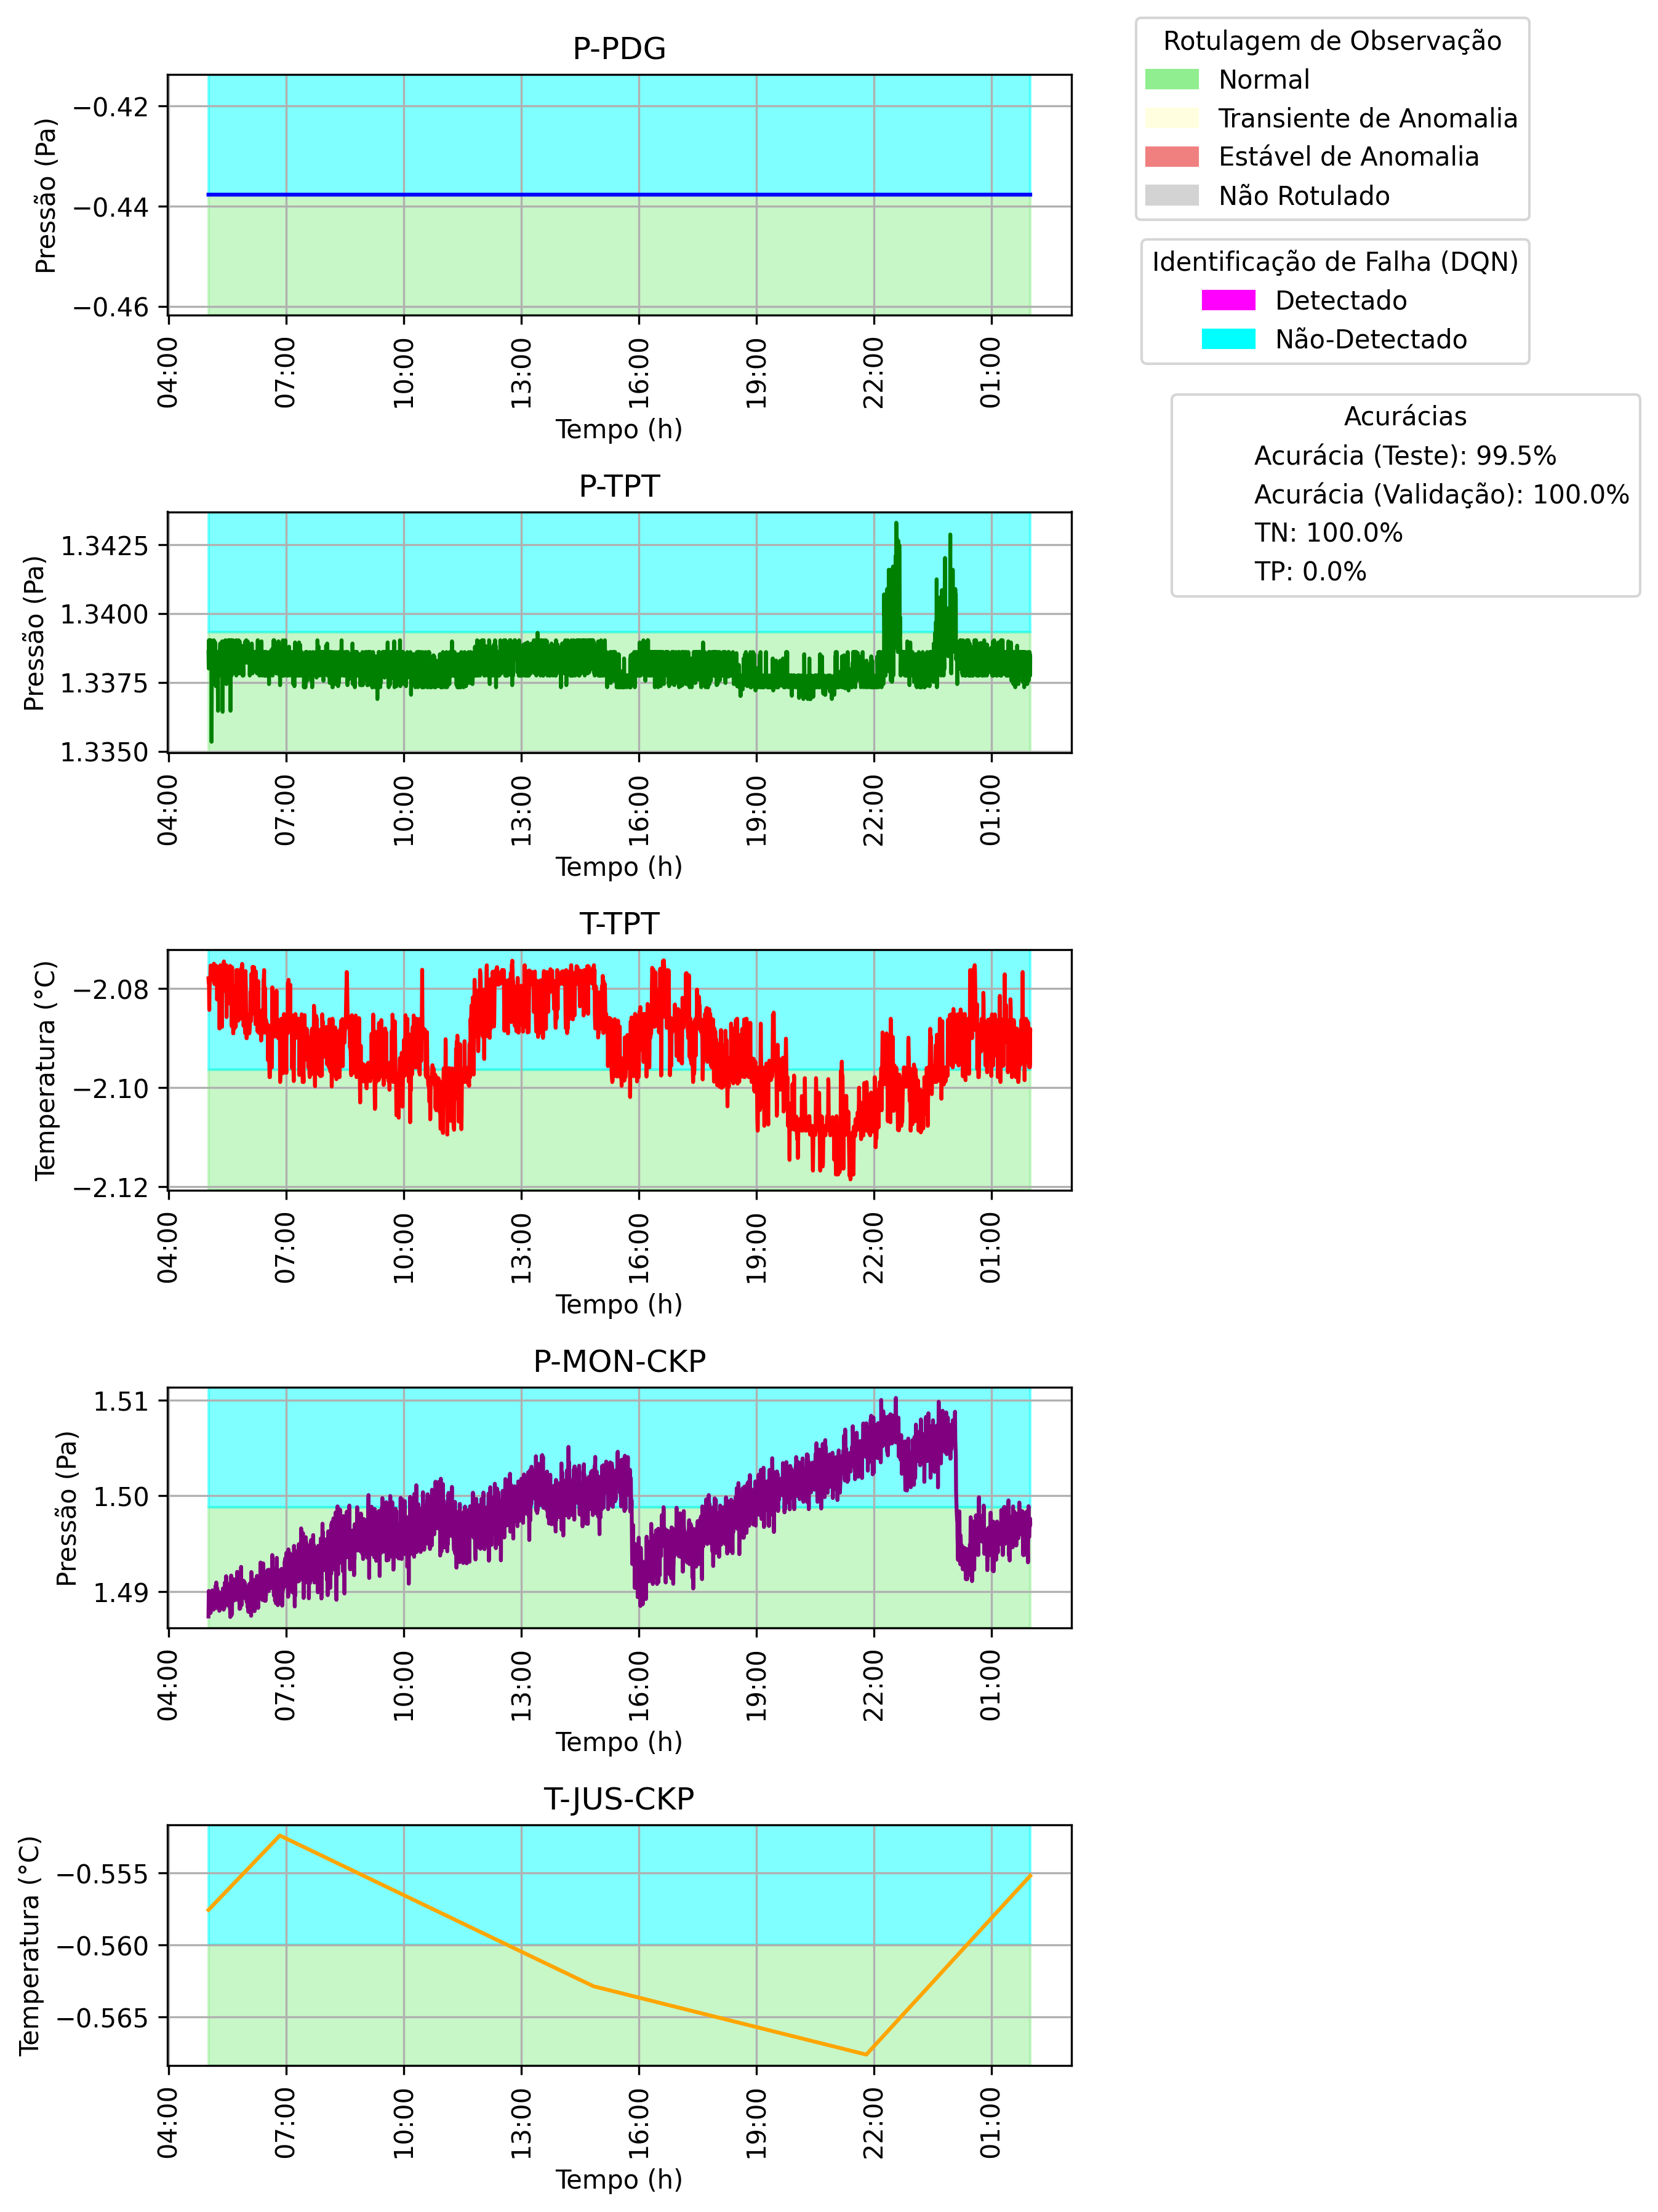 P-PDG
Pressão (Pa)
−0.42
−0.44
−0.46
04:00
07:00
10:00
13:00
16:00
19:00
22:00
01:00
Tempo (h)
Rotulagem de Observação
Normal
Transiente de Anomalia
Estável de Anomalia
Não Rotulado
Identificação de Falha (DQN)
Detectado
Não-Detectado
Acurácias
Acurácia (Teste): 99.5%
Acurácia (Validação): 100.0%
TN: 100.0%
TP: 0.0%
P-TPT
Pressão (Pa)
1.3425
1.3400
1.3375
1.3350
04:00
07:00
10:00
13:00
16:00
19:00
22:00
01:00
Tempo (h)
T-TPT
Temperatura (°C)
−2.08
−2.10
−2.12
04:00
07:00
10:00
13:00
16:00
19:00
22:00
01:00
Tempo (h)
P-MON-CKP
Pressão (Pa)
1.51
1.50
1.49
04:00
07:00
10:00
13:00
16:00
19:00
22:00
01:00
Tempo (h)
T-JUS-CKP
Temperatura (°C)
−0.555
−0.560
−0.565
04:00
07:00
10:00
13:00
16:00
19:00
22:00
01:00
Tempo (h)